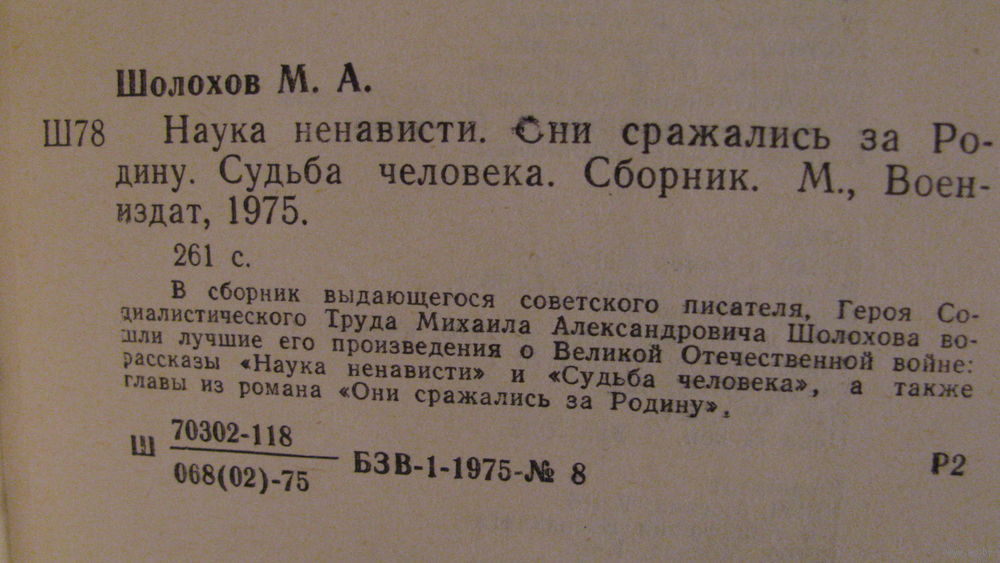 Шолохов М. А.
Ш78 Наука ненависти. Они сражались за Ро-
дину. Судьба человека. Сборник. М., Воен-
издат, 1975.
261 с.
В сборник выдающегося советского писателя, Героя Со-
циалистического Труда Михаила Александровича Шолохова во-
шли лучшие его произведения о Великой Отечественной войне:
рассказы «Наука ненависти» и «Судьба человека», а также
главы из романа «Они сражались за Родину».
Ш 70302-118
068(02)-75 БЗВ-1-1975-№ 8 Р2